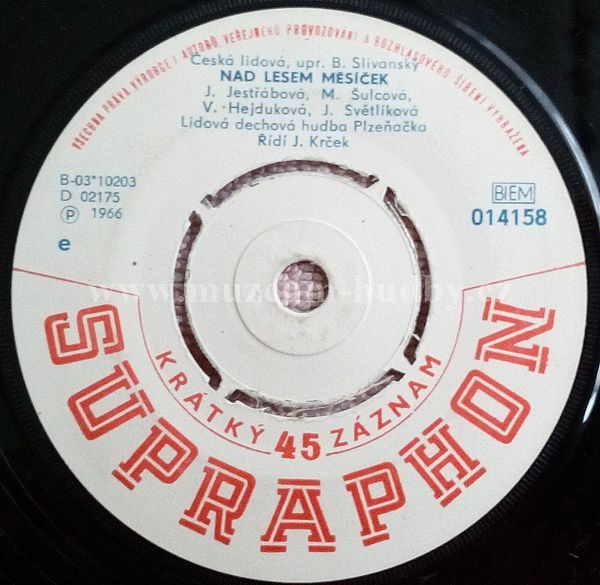 VŠECHNA PRÁVA VÝROBCE I AUTORŮ, VEŘEJNÉHO PROVOZOVÁNÍ A ROZHLASOVÉHO ŠÍŘENÍ VYHRAŽENA
Česká lidová, upr. B. Slivanský
NAD LESEM MĚSÍČEK
J. Jestřábová, M. Šulcová,
V. Hejduková, J. Světlíková
Lidová dechová hudba Plzeňačka
Řídí J. Krček
B-03*10203
D 02175
Ⓟ 1966
e
BIEM
014158
www.muzeum-hudby.cz
KRÁTKÝ 45 ZÁZNAM
SUPRAPHON